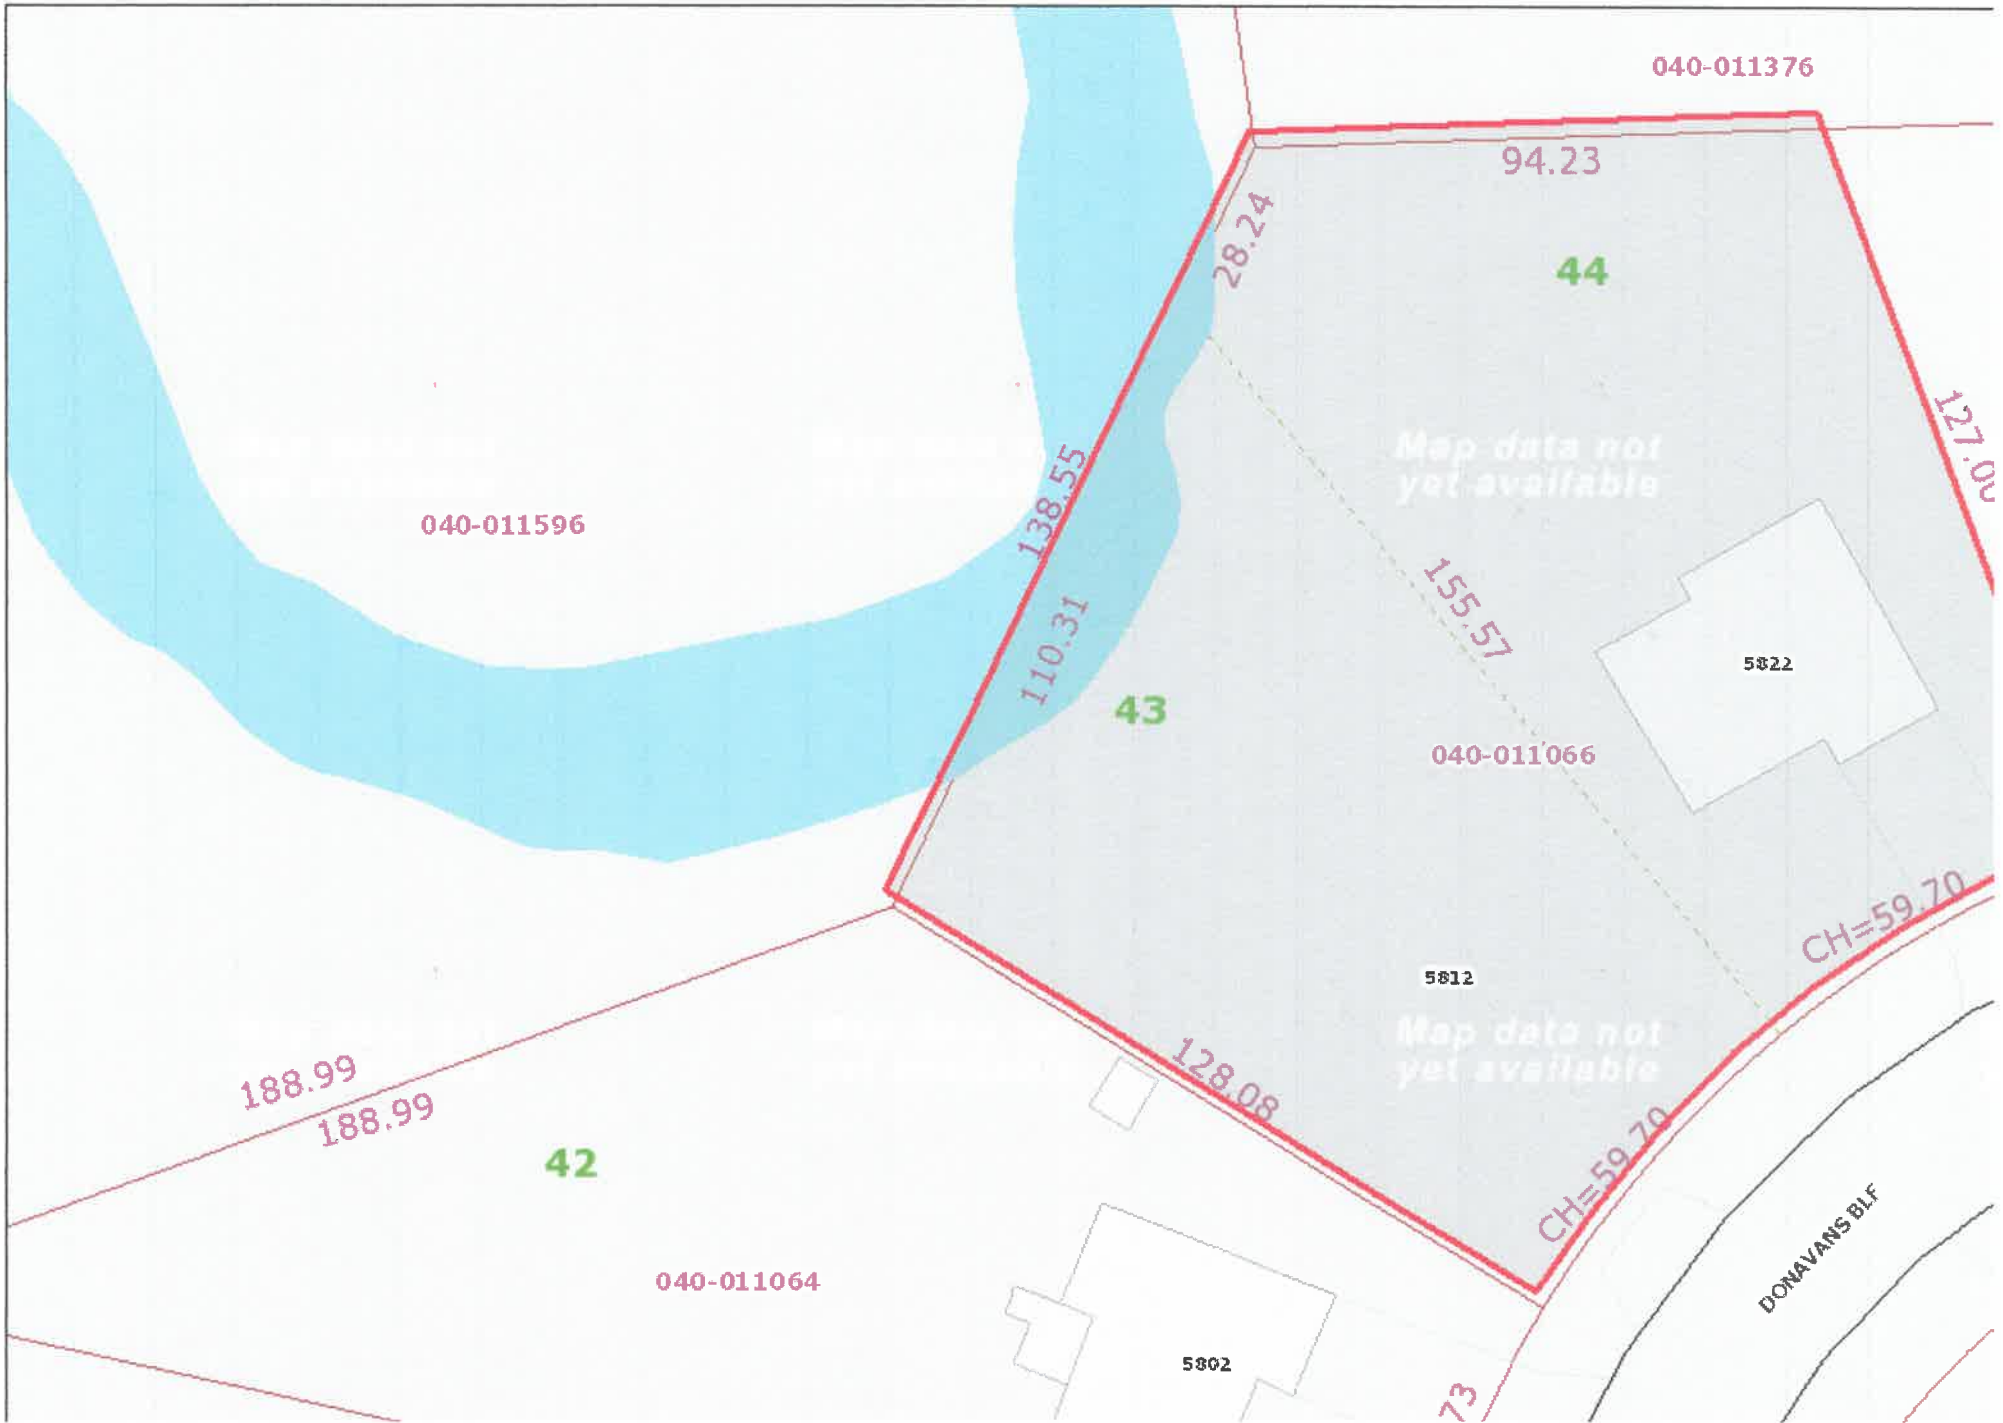 040-011376
94.23
28.24
44
127.00
Map data not
yet available
138.55
040-011596
155.57
110.31
5822
43
040-011066
CH=59.70
5812
Map data not
yet available
128.08
188.99
188.99
CH=59.70
42
DONAVANS BLF
040-011064
5802
73